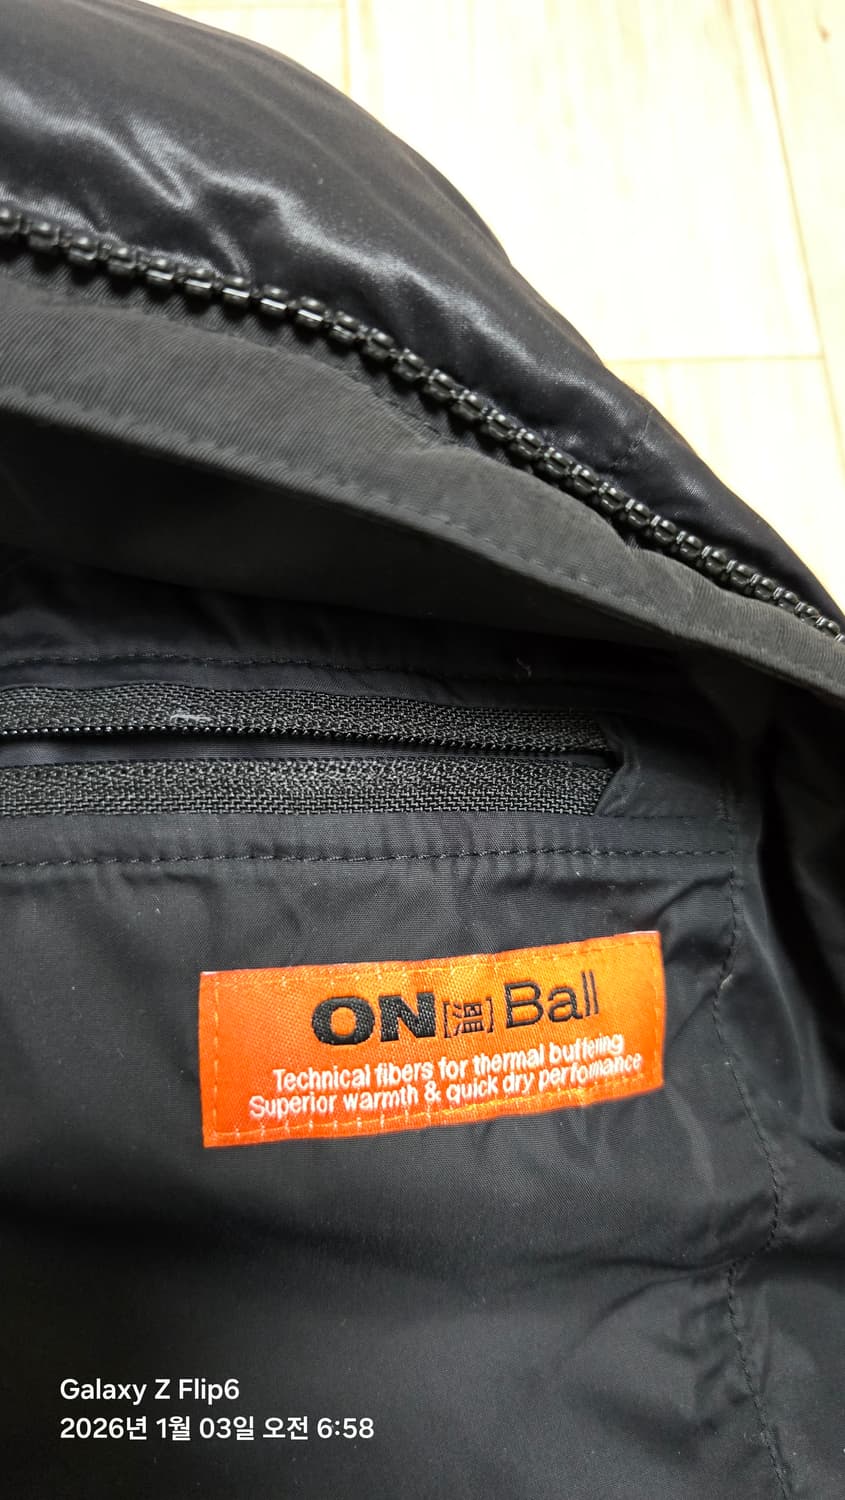 ON[溫] Ball
Technical fibers for thermal buffering
Superior warmth & quick dry performance
Galaxy Z Flip6
2026년 1월 03일 오전 6:58